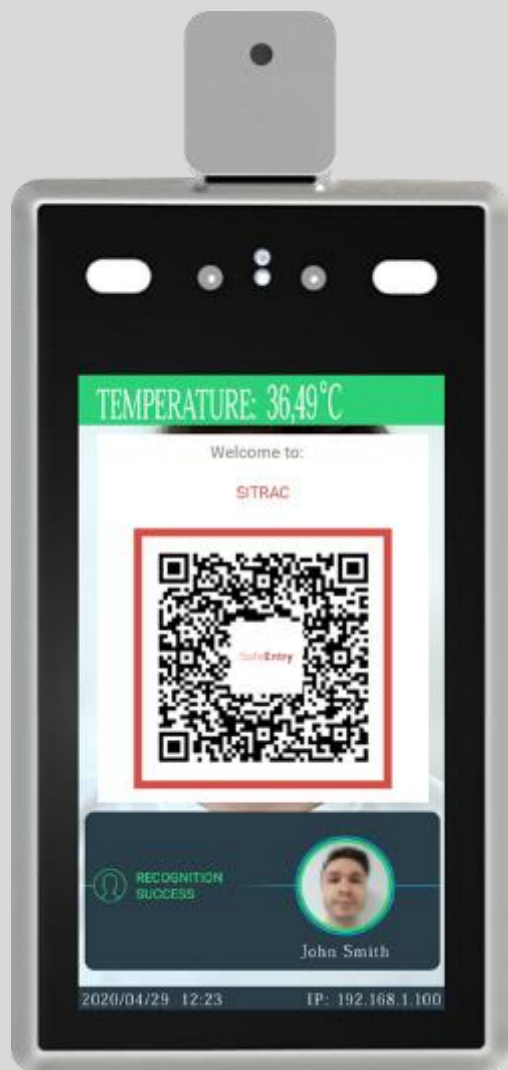 TEMPERATURE: 36,49°C
Welcome to:
SITRAC
SafeEntry
RECOGNITION
SUCCESS
John Smith
2020/04/29 12:23
IP: 192.168.1.100